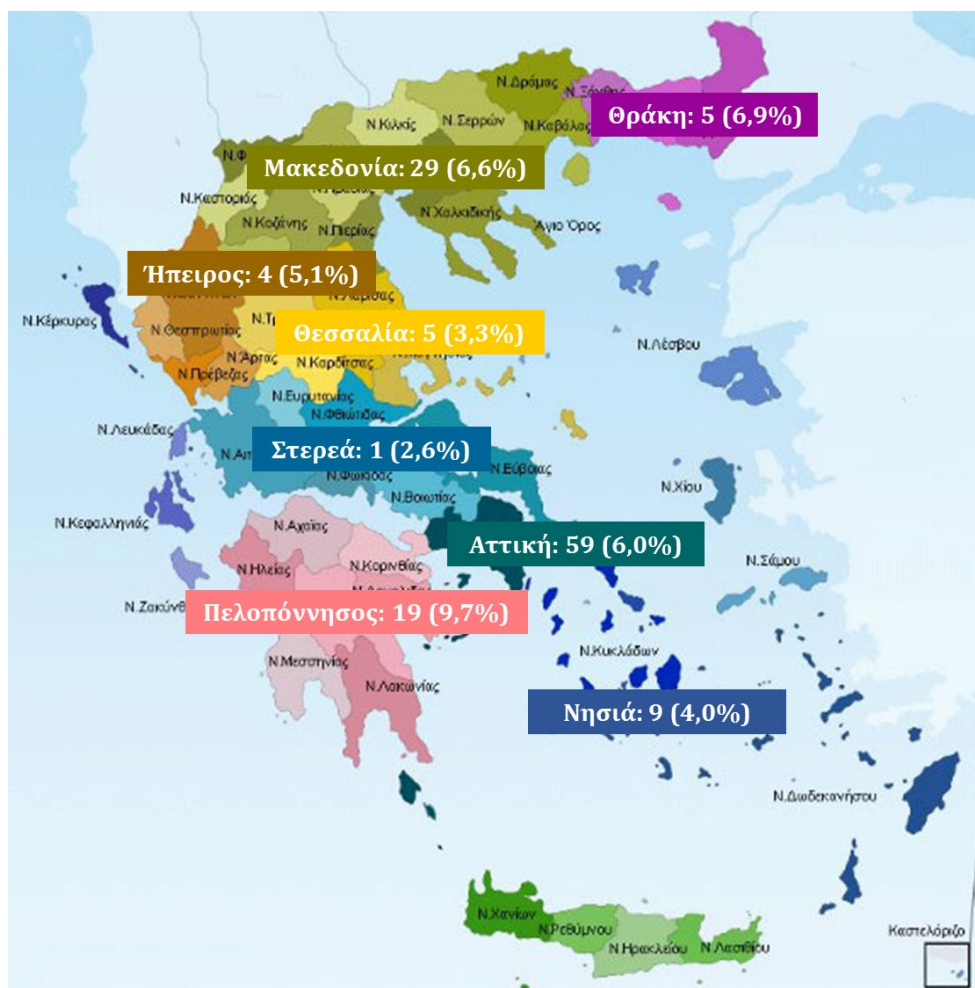 Ν.Δράμας
Θράκη: 5 (6,9%)
Ν.Κιλκίς
Ν.Σερρών
Ν.Καβάλας
Μακεδονία: 29 (6,6%)
Ν.Καστοριάς
Ν.Κοζάνης
Ν.Πιερίας
Ν.Χαλκιδικής
Άγιο Όρος
Ήπειρος: 4 (5,1%)
Ν.Κέρκυρας
Ν.Θεσπρωτίας
Θεσσαλία: 5 (3,3%)
Ν.Λέσβου
Ν.Άρτας
Ν.Καρδίτσας
Ν.Πρέβεζας
Ν.Ευρυτανίας
Ν.Φθιώτιδας
Ν.Λευκάδας
Στερεά: 1 (2,6%)
Ν.Εύβοιας
Ν.Φωκίδας
Ν.Βοιωτίας
Ν.Χίου
Ν.Κεφαλληνιάς
Ν.Αχαΐας
Αττική: 59 (6,0%)
Ν.Ηλείας
Ν.Κορινθίας
Ν.Σάμου
Πελοπόννησος: 19 (9,7%)
Ν.Μεσσηνίας
Ν.Κυκλάδων
Ν.Λακωνίας
Νησιά: 9 (4,0%)
Ν.Δωδεκανήσου
Ν.Χανίων
Ν.Ρεθύμνου
Ν.Ηρακλείου
Ν.Λασιθίου
Καστελόριζο